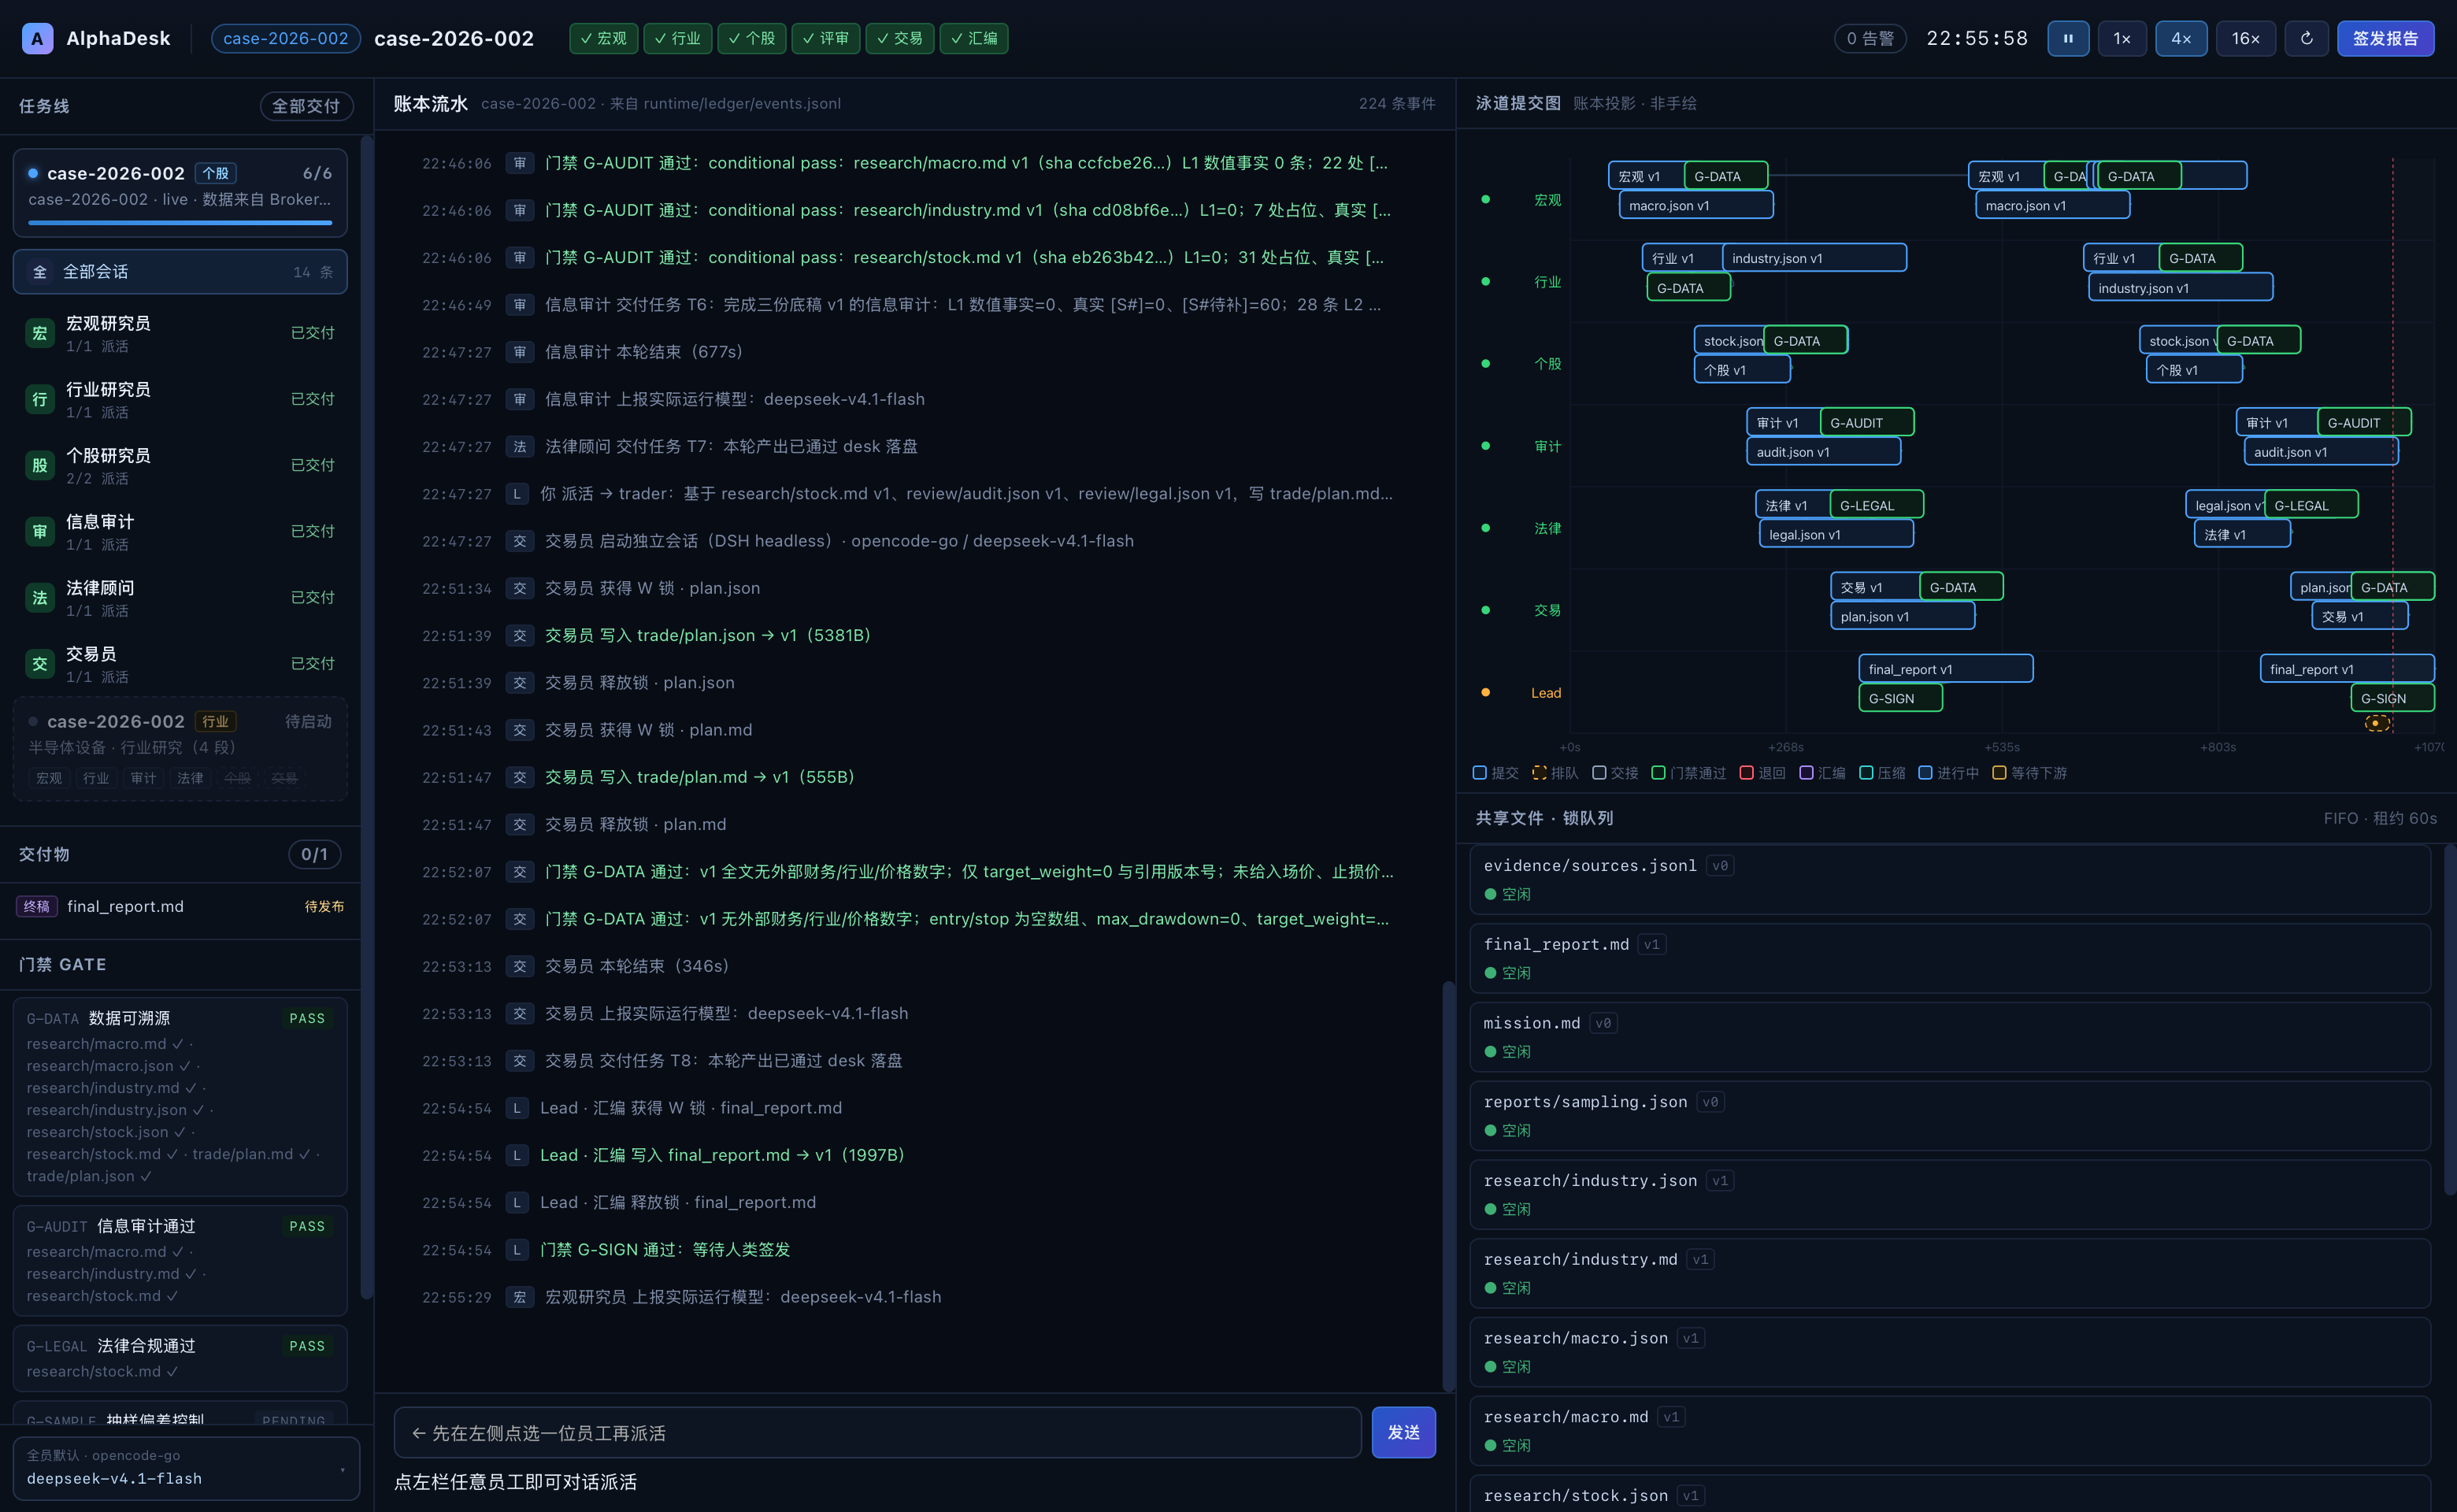 A AlphaDesk case-2026-002 case-2026-002 ✓ 宏观 ✓ 行业 ✓ 个股 ✓ 评审 ✓ 交易 ✓ 汇编 0 告警 22:55:58 1× 4× 16× ↻ 签发报告
任务线 全部交付
case-2026-002 个股 6/6
case-2026-002 · live · 数据来自 Broker...
全 全部会话 14 条
宏 宏观研究员 已交付
1/1 派活
行 行业研究员 已交付
1/1 派活
股 个股研究员 已交付
2/2 派活
审 信息审计 已交付
1/1 派活
法 法律顾问 已交付
1/1 派活
交 交易员 已交付
1/1 派活
case-2026-002 行业 待启动
半导体设备 · 行业研究（4 段）
宏观 行业 审计 法律 个股 交易
交付物 0/1
终稿 final_report.md 待发布
门禁 GATE
G-DATA 数据可溯源 PASS
research/macro.md ✓ ·
research/macro.json ✓ ·
research/industry.md ✓ ·
research/industry.json ✓ ·
research/stock.json ✓ ·
research/stock.md ✓ · trade/plan.md ✓ ·
trade/plan.json ✓
G-AUDIT 信息审计通过 PASS
research/macro.md ✓ ·
research/industry.md ✓ ·
research/stock.md ✓
G-LEGAL 法律合规通过 PASS
research/stock.md ✓
G-SAMPLE 抽样偏差控制 PENDING
全员默认 · opencode-go
deepseek-v4.1-flash
账本流水 case-2026-002 · 来自 runtime/ledger/events.jsonl 224 条事件
22:46:06 审 门禁 G-AUDIT 通过：conditional pass：research/macro.md v1（sha ccfcbe26…）L1 数值事实 0 条；22 处 [...
22:46:06 审 门禁 G-AUDIT 通过：conditional pass：research/industry.md v1（sha cd08bf6e…）L1=0；7 处占位、真实 [...
22:46:06 审 门禁 G-AUDIT 通过：conditional pass：research/stock.md v1（sha eb263b42…）L1=0；31 处占位、真实 [...
22:46:49 审 信息审计 交付任务 T6：完成三份底稿 v1 的信息审计：L1 数值事实=0、真实 [S#]=0、[S#待补]=60；28 条 L2 ...
22:47:27 审 信息审计 本轮结束（677s）
22:47:27 审 信息审计 上报实际运行模型：deepseek-v4.1-flash
22:47:27 法 法律顾问 交付任务 T7：本轮产出已通过 desk 落盘
22:47:27 L 你 派活 → trader：基于 research/stock.md v1、review/audit.json v1、review/legal.json v1，写 trade/plan.md...
22:47:27 交 交易员 启动独立会话（DSH headless）· opencode-go / deepseek-v4.1-flash
22:51:34 交 交易员 获得 W 锁 · plan.json
22:51:39 交 交易员 写入 trade/plan.json → v1（5381B）
22:51:39 交 交易员 释放锁 · plan.json
22:51:43 交 交易员 获得 W 锁 · plan.md
22:51:47 交 交易员 写入 trade/plan.md → v1（555B）
22:51:47 交 交易员 释放锁 · plan.md
22:52:07 交 门禁 G-DATA 通过：v1 全文无外部财务/行业/价格数字；仅 target_weight=0 与引用版本号；未给入场价、止损价...
22:52:07 交 门禁 G-DATA 通过：v1 无外部财务/行业/价格数字；entry/stop 为空数组、max_drawdown=0、target_weight=...
22:53:13 交 交易员 本轮结束（346s）
22:53:13 交 交易员 上报实际运行模型：deepseek-v4.1-flash
22:53:13 交 交易员 交付任务 T8：本轮产出已通过 desk 落盘
22:54:54 L Lead · 汇编 获得 W 锁 · final_report.md
22:54:54 L Lead · 汇编 写入 final_report.md → v1（1997B）
22:54:54 L Lead · 汇编 释放锁 · final_report.md
22:54:54 L 门禁 G-SIGN 通过：等待人类签发
22:55:29 宏 宏观研究员 上报实际运行模型：deepseek-v4.1-flash
← 先在左侧点选一位员工再派活 发送
点左栏任意员工即可对话派活
泳道提交图 账本投影 · 非手绘
宏观 宏观 v1 G-DATA 宏观 v1 G-DA G-DATA
macro.json v1 macro.json v1
行业 行业 v1 industry.json v1 行业 v1 G-DATA
G-DATA industry.json v1
个股 stock.json G-DATA stock.json v G-DATA
个股 v1 个股 v1
审计 审计 v1 G-AUDIT 审计 v1 G-AUDIT
audit.json v1 audit.json v1
法律 法律 v1 G-LEGAL legal.json v1 G-LEGAL
legal.json v1 法律 v1
交易 交易 v1 G-DATA plan.json G-DATA
plan.json v1 交易 v1
Lead final_report v1 final_report v1
G-SIGN G-SIGN
+0s +268s +535s +803s +1070
提交 排队 交接 门禁通过 退回 汇编 压缩 进行中 等待下游
共享文件 · 锁队列 FIFO · 租约 60s
evidence/sources.jsonl v0
空闲
final_report.md v1
空闲
mission.md v0
空闲
reports/sampling.json v0
空闲
research/industry.json v1
空闲
research/industry.md v1
空闲
research/macro.json v1
空闲
research/macro.md v1
空闲
research/stock.json v1